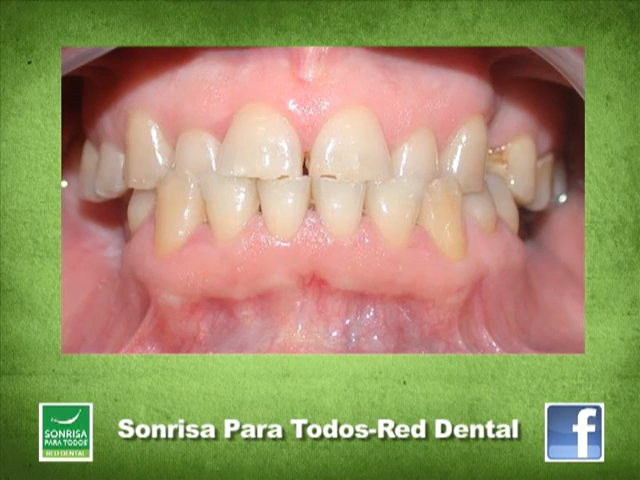 Sonrisa Para Todos-Red Dental
SONRISA
PARA TODOS
RED DENTAL
f